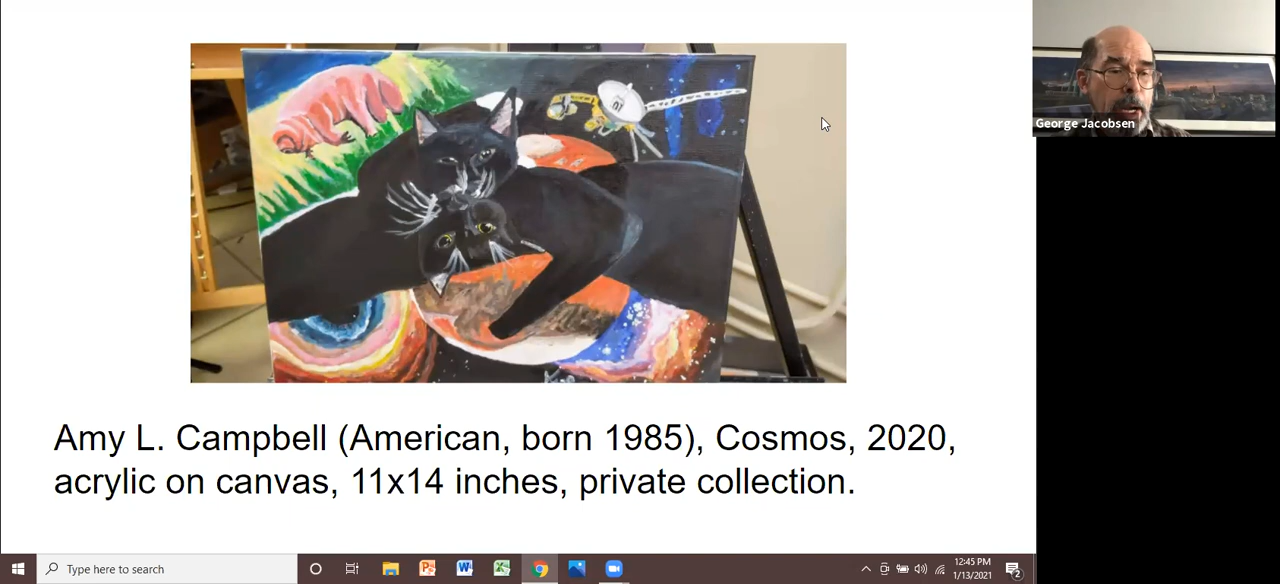 George Jacobsen
Amy L. Campbell (American, born 1985), Cosmos, 2020,
acrylic on canvas, 11x14 inches, private collection.
Type here to search
12:45 PM
1/13/2021
2